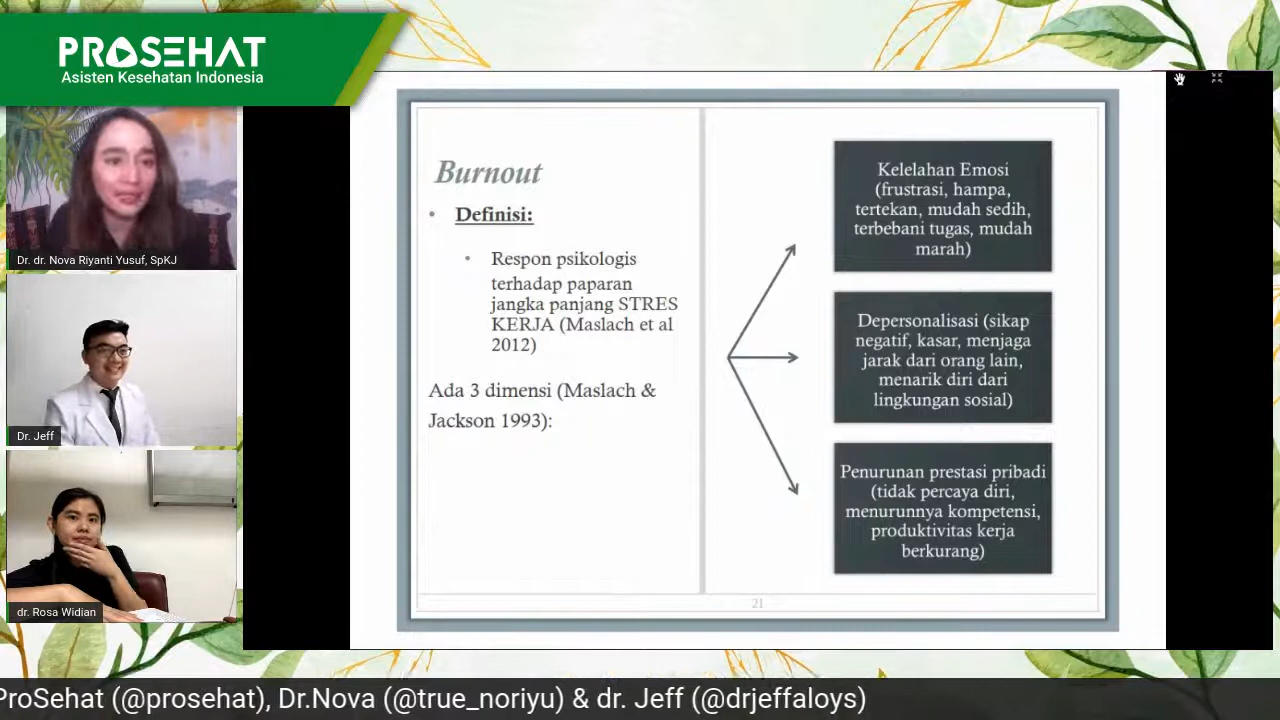 PROSEHAT
Asisten Kesehatan Indonesia
Dr. dr. Nova Riyanti Yusuf, SpKJ
Dr. Jeff
dr. Rosa Widian
Burnout
• Definisi:
• Respon psikologis
terhadap paparan
jangka panjang STRES
KERJA (Maslach et al
2012)
Ada 3 dimensi (Maslach &
Jackson 1993):
Kelelahan Emosi
(frustrasi, hampa,
tertekan, mudah sedih,
terbebani tugas, mudah
marah)
Depersonalisasi (sikap
negatif, kasar, menjaga
jarak dari orang lain,
menarik diri dari
lingkungan sosial)
Penurunan prestasi pribadi
(tidak percaya diri,
menurunnya kompetensi,
produktivitas kerja
berkurang)
21
ProSehat (@prosehat), Dr.Nova (@true_noriyu) & dr. Jeff (@drjeffaloys)